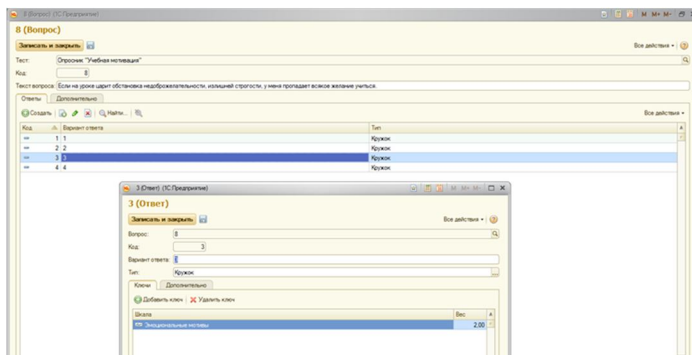 8 (Вопрос) (1С:Предприятие)
M M+ M-
8 (Вопрос)
Записать и закрыть
Все действия
Тест: Опросник "Учебная мотивация"
Код: 8
Текст вопроса: Если на уроке царит обстановка недоброжелательности, излишней строгости, у меня пропадает всякое желание учиться.
Ответы Дополнительно
Создать Найти...
Все действия
Код Вариант ответа Тип
1 1 Кружок
2 2 Кружок
3 3 Кружок
4 4 Кружок
3 (Ответ) (1С:Предприятие)
M M+ M-
3 (Ответ)
Записать и закрыть
Все действия
Вопрос: 8
Код: 3
Вариант ответа: 3
Тип: Кружок
Ключи Дополнительно
Добавить ключ Удалить ключ
Шкала Вес
Эмоциональные мотивы 2,00